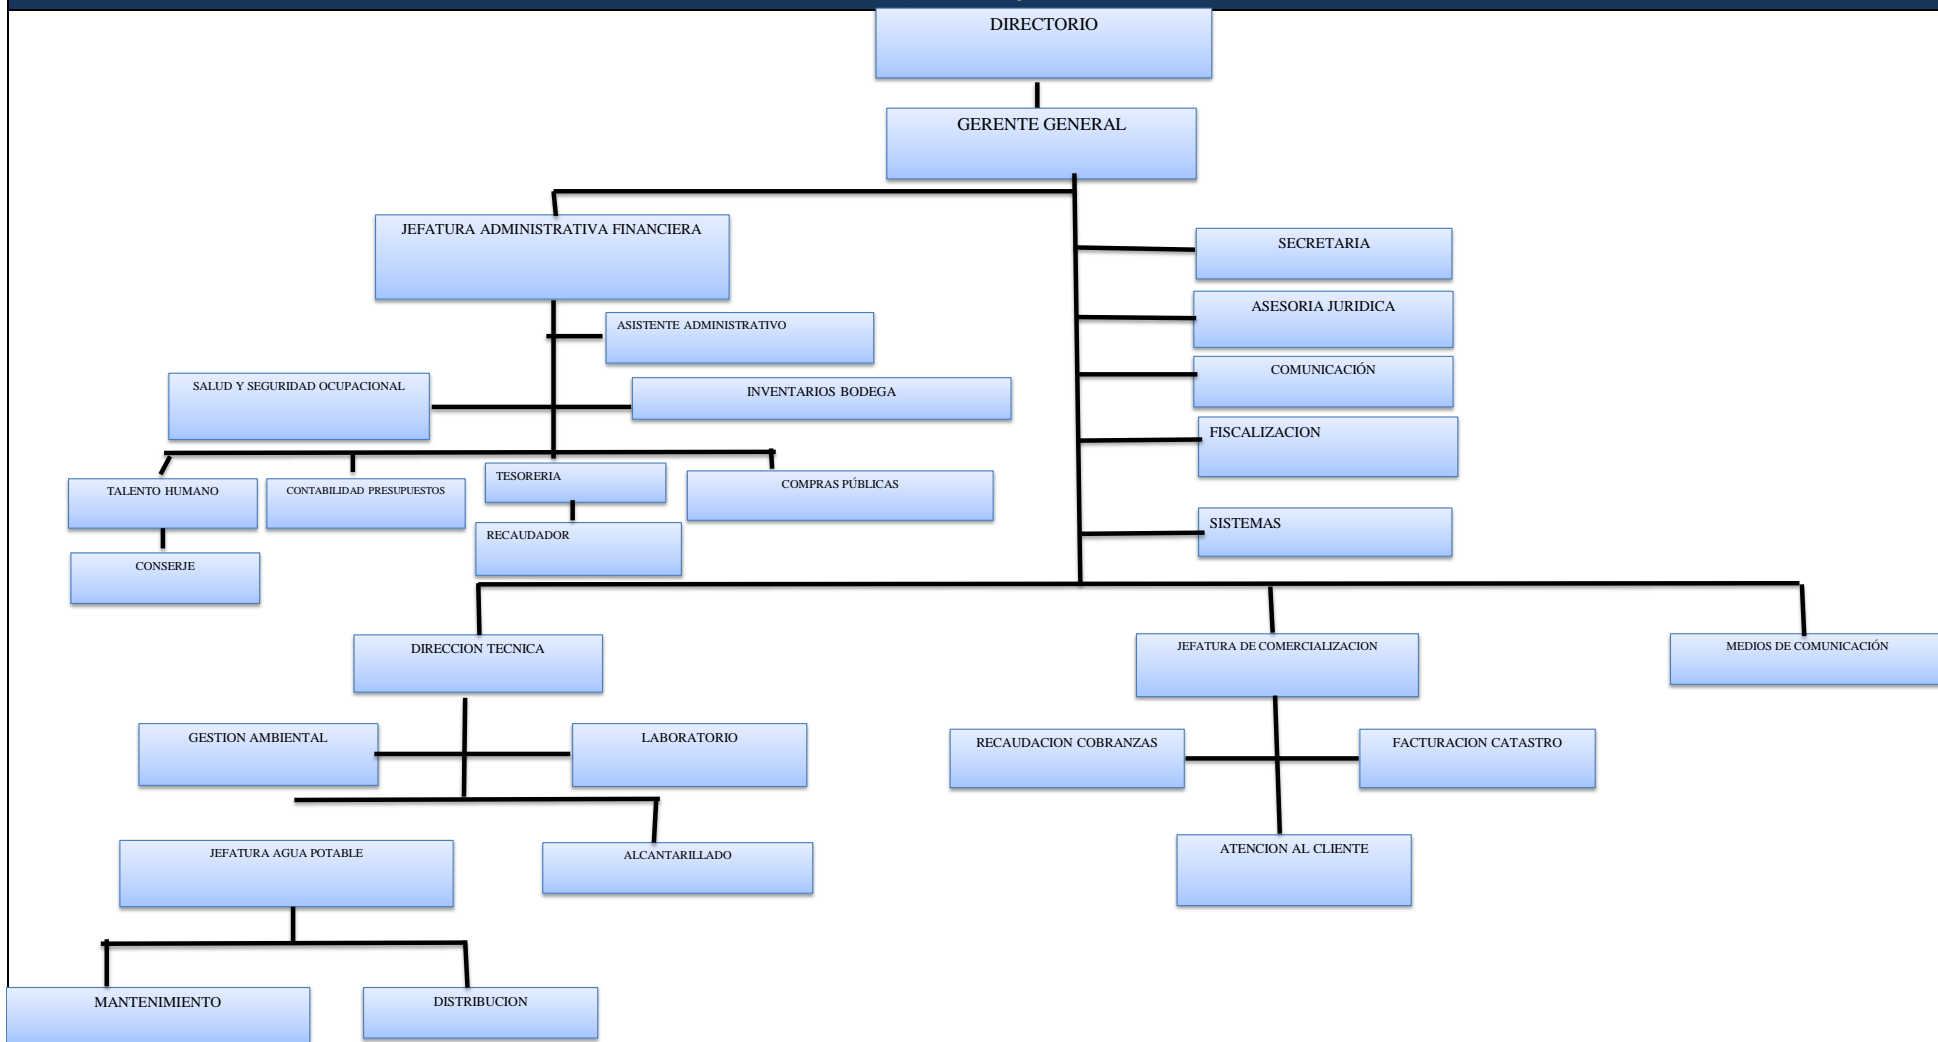 DIRECTORIO
GERENTE GENERAL
JEFATURA ADMINISTRATIVA FINANCIERA
SECRETARIA
ASESORIA JURIDICA
ASISTENTE ADMINISTRATIVO
COMUNICACIÓN
SALUD Y SEGURIDAD OCUPACIONAL
INVENTARIOS BODEGA
FISCALIZACION
TALENTO HUMANO
CONTABILIDAD PRESUPUESTOS
TESORERIA
COMPRAS PÚBLICAS
SISTEMAS
RECAUDADOR
CONSERJE
DIRECCION TECNICA
JEFATURA DE COMERCIALIZACION
MEDIOS DE COMUNICACIÓN
GESTION AMBIENTAL
LABORATORIO
RECAUDACION COBRANZAS
FACTURACION CATASTRO
JEFATURA AGUA POTABLE
ALCANTARILLADO
ATENCION AL CLIENTE
MANTENIMIENTO
DISTRIBUCION